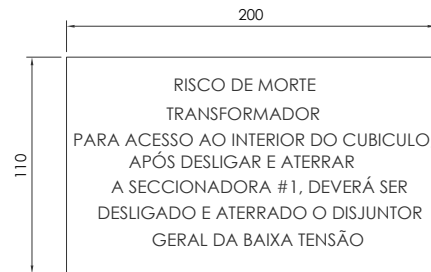 200
110
RISCO DE MORTE
TRANSFORMADOR
PARA ACESSO AO INTERIOR DO CUBICULO
APÓS DESLIGAR E ATERRAR
A SECCIONADORA #1, DEVERÁ SER
DESLIGADO E ATERRADO O DISJUNTOR
GERAL DA BAIXA TENSÃO